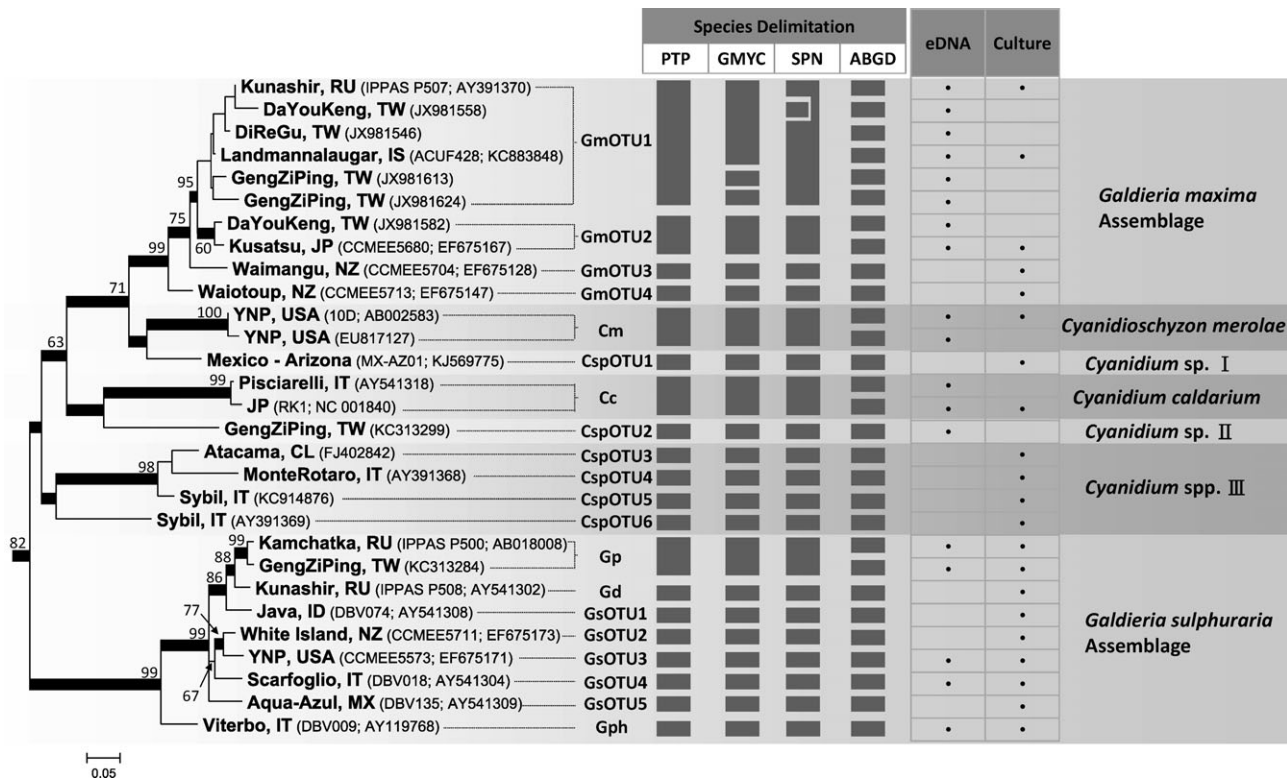 Species Delimitation
PTP GMYC SPN ABGD eDNA Culture
Kunashir, RU (IPPAS P507; AY391370)
DaYouKeng, TW (JX981558)
DiReGu, TW (JX981546)
GmOTU1
Landmannalaugar, IS (ACUF428; KC883848)
95
GengZiPing, TW (JX981613)
GengZiPing, TW (JX981624)
Galdieria maxima
Assemblage
75
DaYouKeng, TW (JX981582)
GmOTU2
99
60
Kusatsu, JP (CCMEE5680; EF675167)
Waimangu, NZ (CCMEE5704; EF675128) GmOTU3
71
Waiotoup, NZ (CCMEE5713; EF675147) GmOTU4
100
YNP, USA (10D; AB002583)
Cm
Cyanidioschyzon merolae
63
YNP, USA (EU817127)
Mexico - Arizona (MX-AZ01; KJ569775) CspOTU1 Cyanidium sp. I
99
Pisciarelli, IT (AY541318)
Cc
Cyanidium caldarium
JP (RK1; NC 001840)
GengZiPing, TW (KC313299) CspOTU2 Cyanidium sp. II
Atacama, CL (FJ402842) CspOTU3
98
MonteRotaro, IT (AY391368) CspOTU4
Cyanidium spp. III
Sybil, IT (KC914876) CspOTU5
Sybil, IT (AY391369) CspOTU6
82
99
Kamchatka, RU (IPPAS P500; AB018008)
Gp
88
GengZiPing, TW (KC313284)
86
Kunashir, RU (IPPAS P508; AY541302) Gd
77
Java, ID (DBV074; AY541308) GsOTU1
Galdieria sulphuraria
Assemblage
99
White Island, NZ (CCMEE5711; EF675173) GsOTU2
YNP, USA (CCMEE5573; EF675171) GsOTU3
99
67
Scarfoglio, IT (DBV018; AY541304) GsOTU4
Aqua-Azul, MX (DBV135; AY541309) GsOTU5
Viterbo, IT (DBV009; AY119768) Gph
0.05